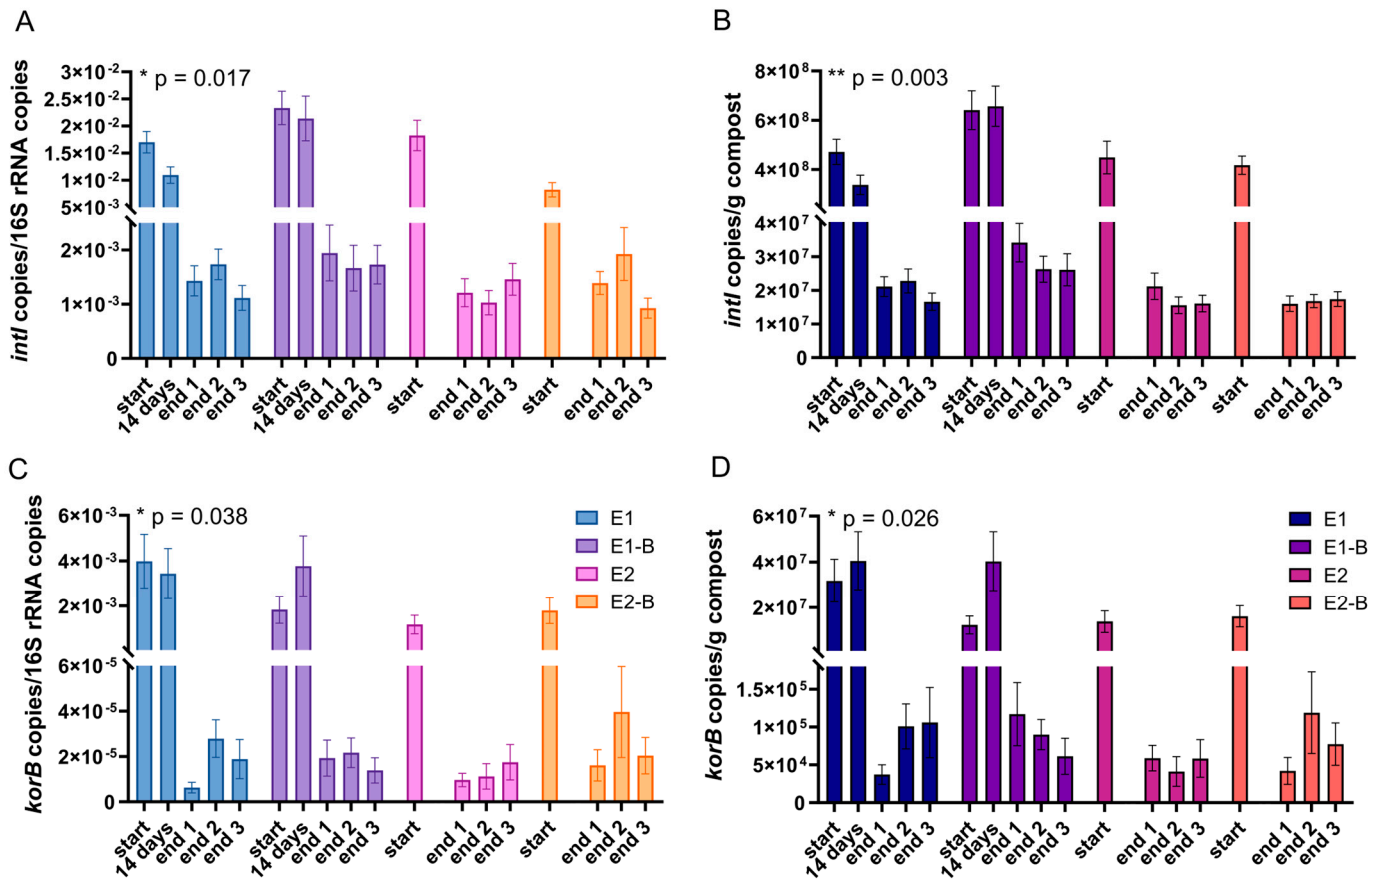 A
intI copies/16S rRNA copies
3×10-2
2.5×10-2
2×10-2
1.5×10-2
1×10-2
5×10-3
2×10-3
1×10-3
0
* p = 0.017
start
14 days
end 1
end 2
end 3
start
14 days
end 1
end 2
end 3
start
end 1
end 2
end 3
start
end 1
end 2
end 3
B
intI copies/g compost
8×108
6×108
4×108
4×107
3×107
2×107
1×107
0
** p = 0.003
start
14 days
end 1
end 2
end 3
start
14 days
end 1
end 2
end 3
start
end 1
end 2
end 3
start
end 1
end 2
end 3
C
korB copies/16S rRNA copies
6×10-3
4×10-3
2×10-3
6×10-5
4×10-5
2×10-5
0
* p = 0.038
E1
E1-B
E2
E2-B
start
14 days
end 1
end 2
end 3
start
14 days
end 1
end 2
end 3
start
end 1
end 2
end 3
start
end 1
end 2
end 3
D
korB copies/g compost
6×107
4×107
2×107
1.5×105
1×105
5×104
0
* p = 0.026
E1
E1-B
E2
E2-B
start
14 days
end 1
end 2
end 3
start
14 days
end 1
end 2
end 3
start
end 1
end 2
end 3
start
end 1
end 2
end 3